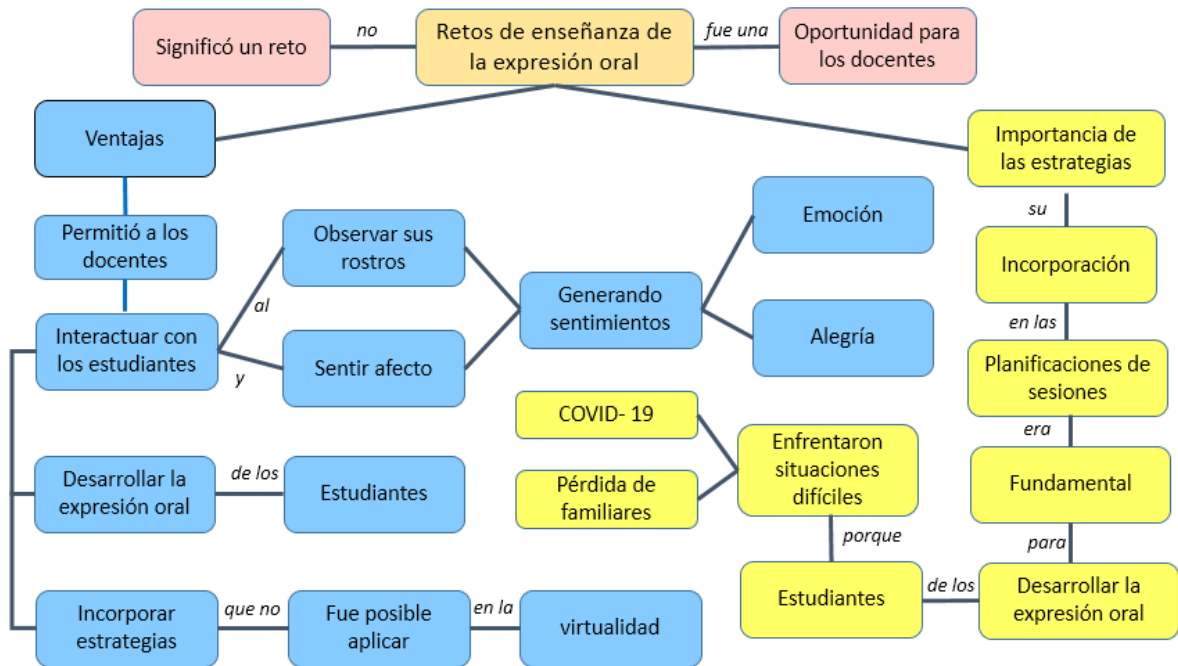 Significó un reto
no
Retos de enseñanza de
la expresión oral
fue una
Oportunidad para
los docentes
Ventajas
Permitió a los
docentes
Interactuar con
los estudiantes
al
y
Observar sus
rostros
Sentir afecto
Generando
sentimientos
Emoción
Alegría
Desarrollar la
expresión oral
de los
Estudiantes
Incorporar
estrategias
que no
Fue posible
aplicar
en la
virtualidad
Importancia de
las estrategias
su
Incorporación
en las
Planificaciones de
sesiones
era
Fundamental
para
Desarrollar la
expresión oral
de los
Estudiantes
porque
Enfrentaron
situaciones
difíciles
COVID- 19
Pérdida de
familiares